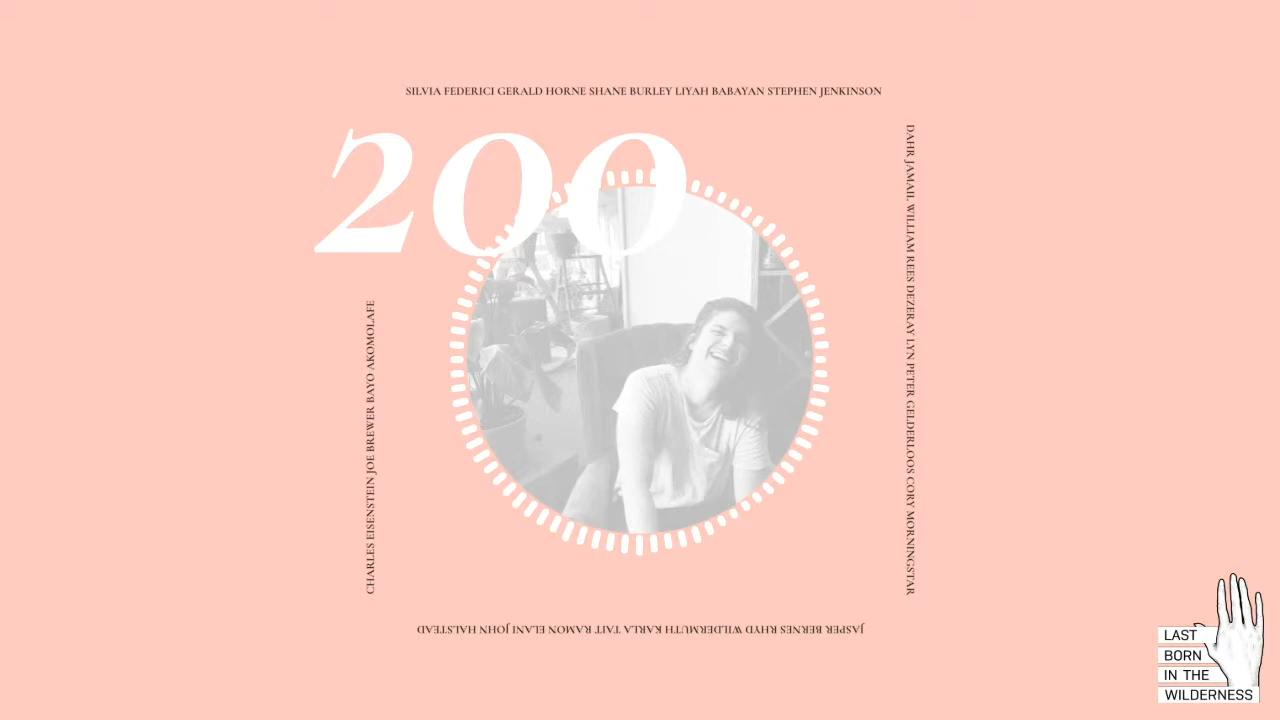 SILVIA FEDERICI GERALD HORNE SHANE BURLEY LIYAH BABAYAN STEPHEN JENKINSON
200
DAHR JAMAIL WILLIAM REES DEZERAY LYN PETER GELDERLOOS CORY MORNINGSTAR
JASPER BERNES RHYD WILDERMUTH KARLA TAIT RAMON ELANI JOHN HALSTEAD
CHARLES EISENSTEIN JOE BREWER BAYO AKOMOLAFE
LAST
BORN
IN THE
WILDERNESS